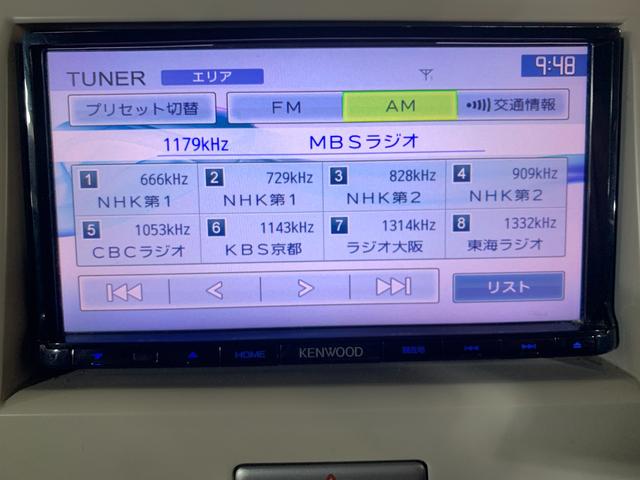 TUNER エリア 9:48
プリセット切替 FM AM 交通情報
1179kHz MBSラジオ
1 666kHz 2 729kHz 3 828kHz 4 909kHz
NHK第1 NHK第1 NHK第2 NHK第2
5 1053kHz 6 1143kHz 7 1314kHz 8 1332kHz
CBCラジオ KBS京都 ラジオ大阪 東海ラジオ
リスト
HOME KENWOOD 現在地